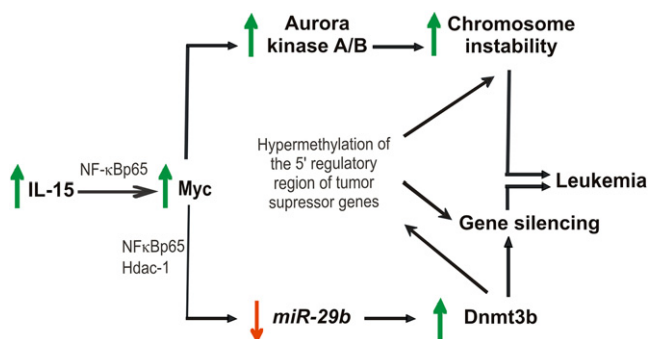 Aurora
kinase A/B
Chromosome
instability
Hypermethylation of
the 5' regulatory
region of tumor
supressor genes
NF-κBp65
IL-15
Myc
Leukemia
Gene silencing
NFκBp65
Hdac-1
miR-29b
Dnmt3b